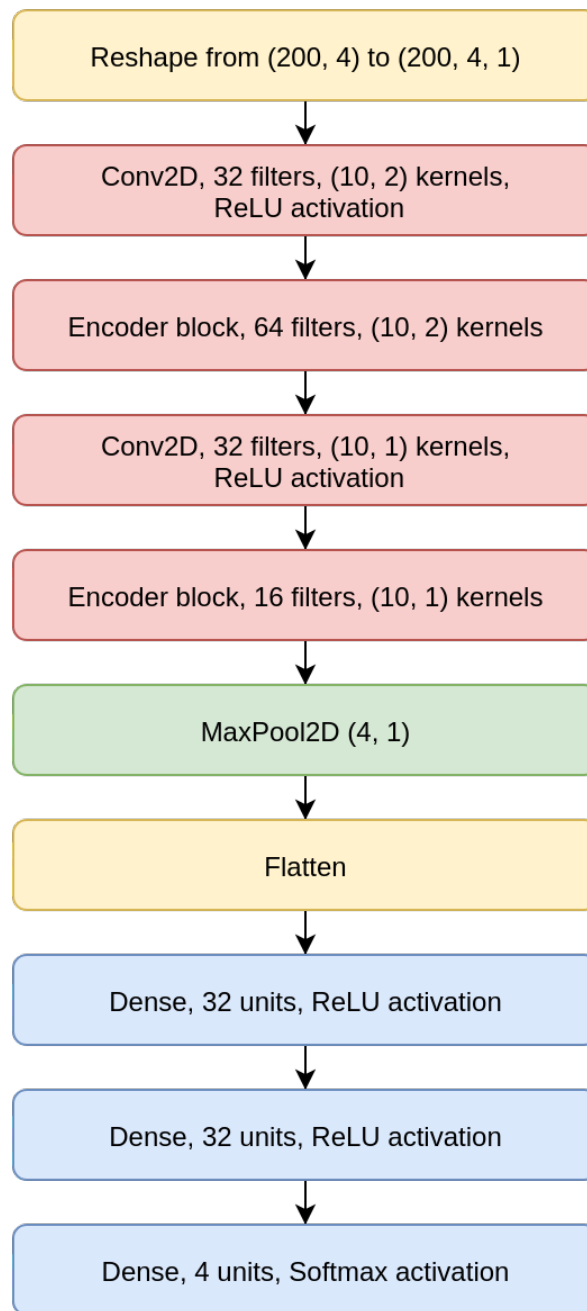 Reshape from (200, 4) to (200, 4, 1)
Conv2D, 32 filters, (10, 2) kernels,
ReLU activation
Encoder block, 64 filters, (10, 2) kernels
Conv2D, 32 filters, (10, 1) kernels,
ReLU activation
Encoder block, 16 filters, (10, 1) kernels
MaxPool2D (4, 1)
Flatten
Dense, 32 units, ReLU activation
Dense, 32 units, ReLU activation
Dense, 4 units, Softmax activation